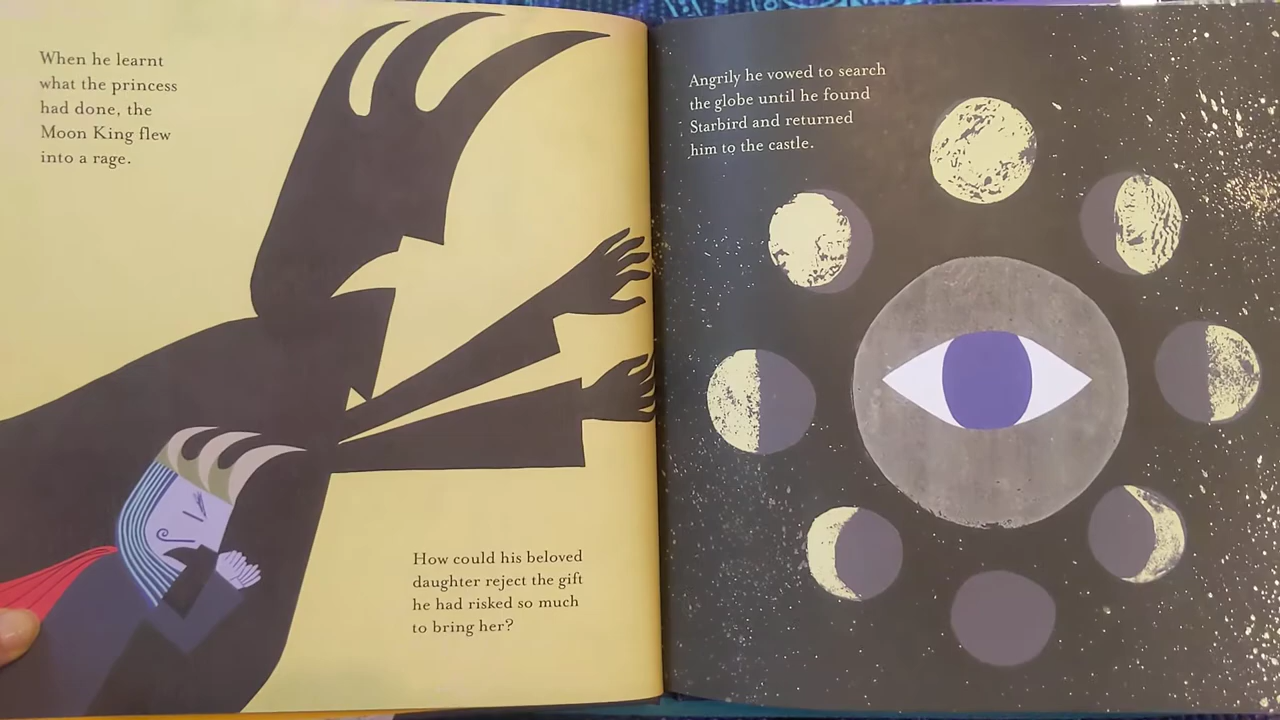 When he learnt
what the princess
had done, the
Moon King flew
into a rage.
How could his beloved
daughter reject the gift
he had risked so much
to bring her?
Angrily he vowed to search
the globe until he found
Starbird and returned
him to the castle.